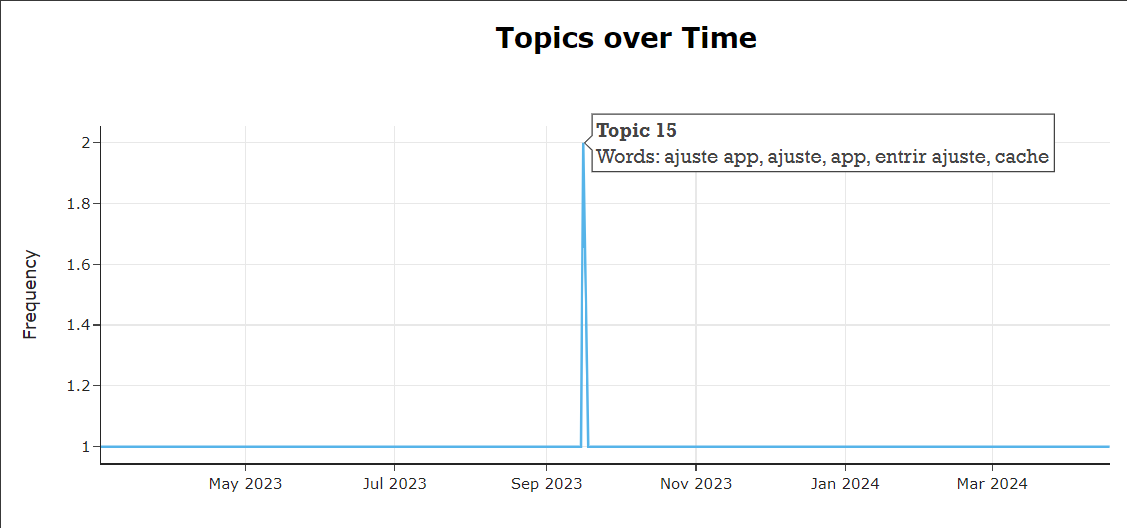 Topics over Time
Topic 15
Words: ajuste app, ajuste, app, entrir ajuste, cache
2
1.8
1.6
1.4
1.2
1
Frequency
May 2023
Jul 2023
Sep 2023
Nov 2023
Jan 2024
Mar 2024